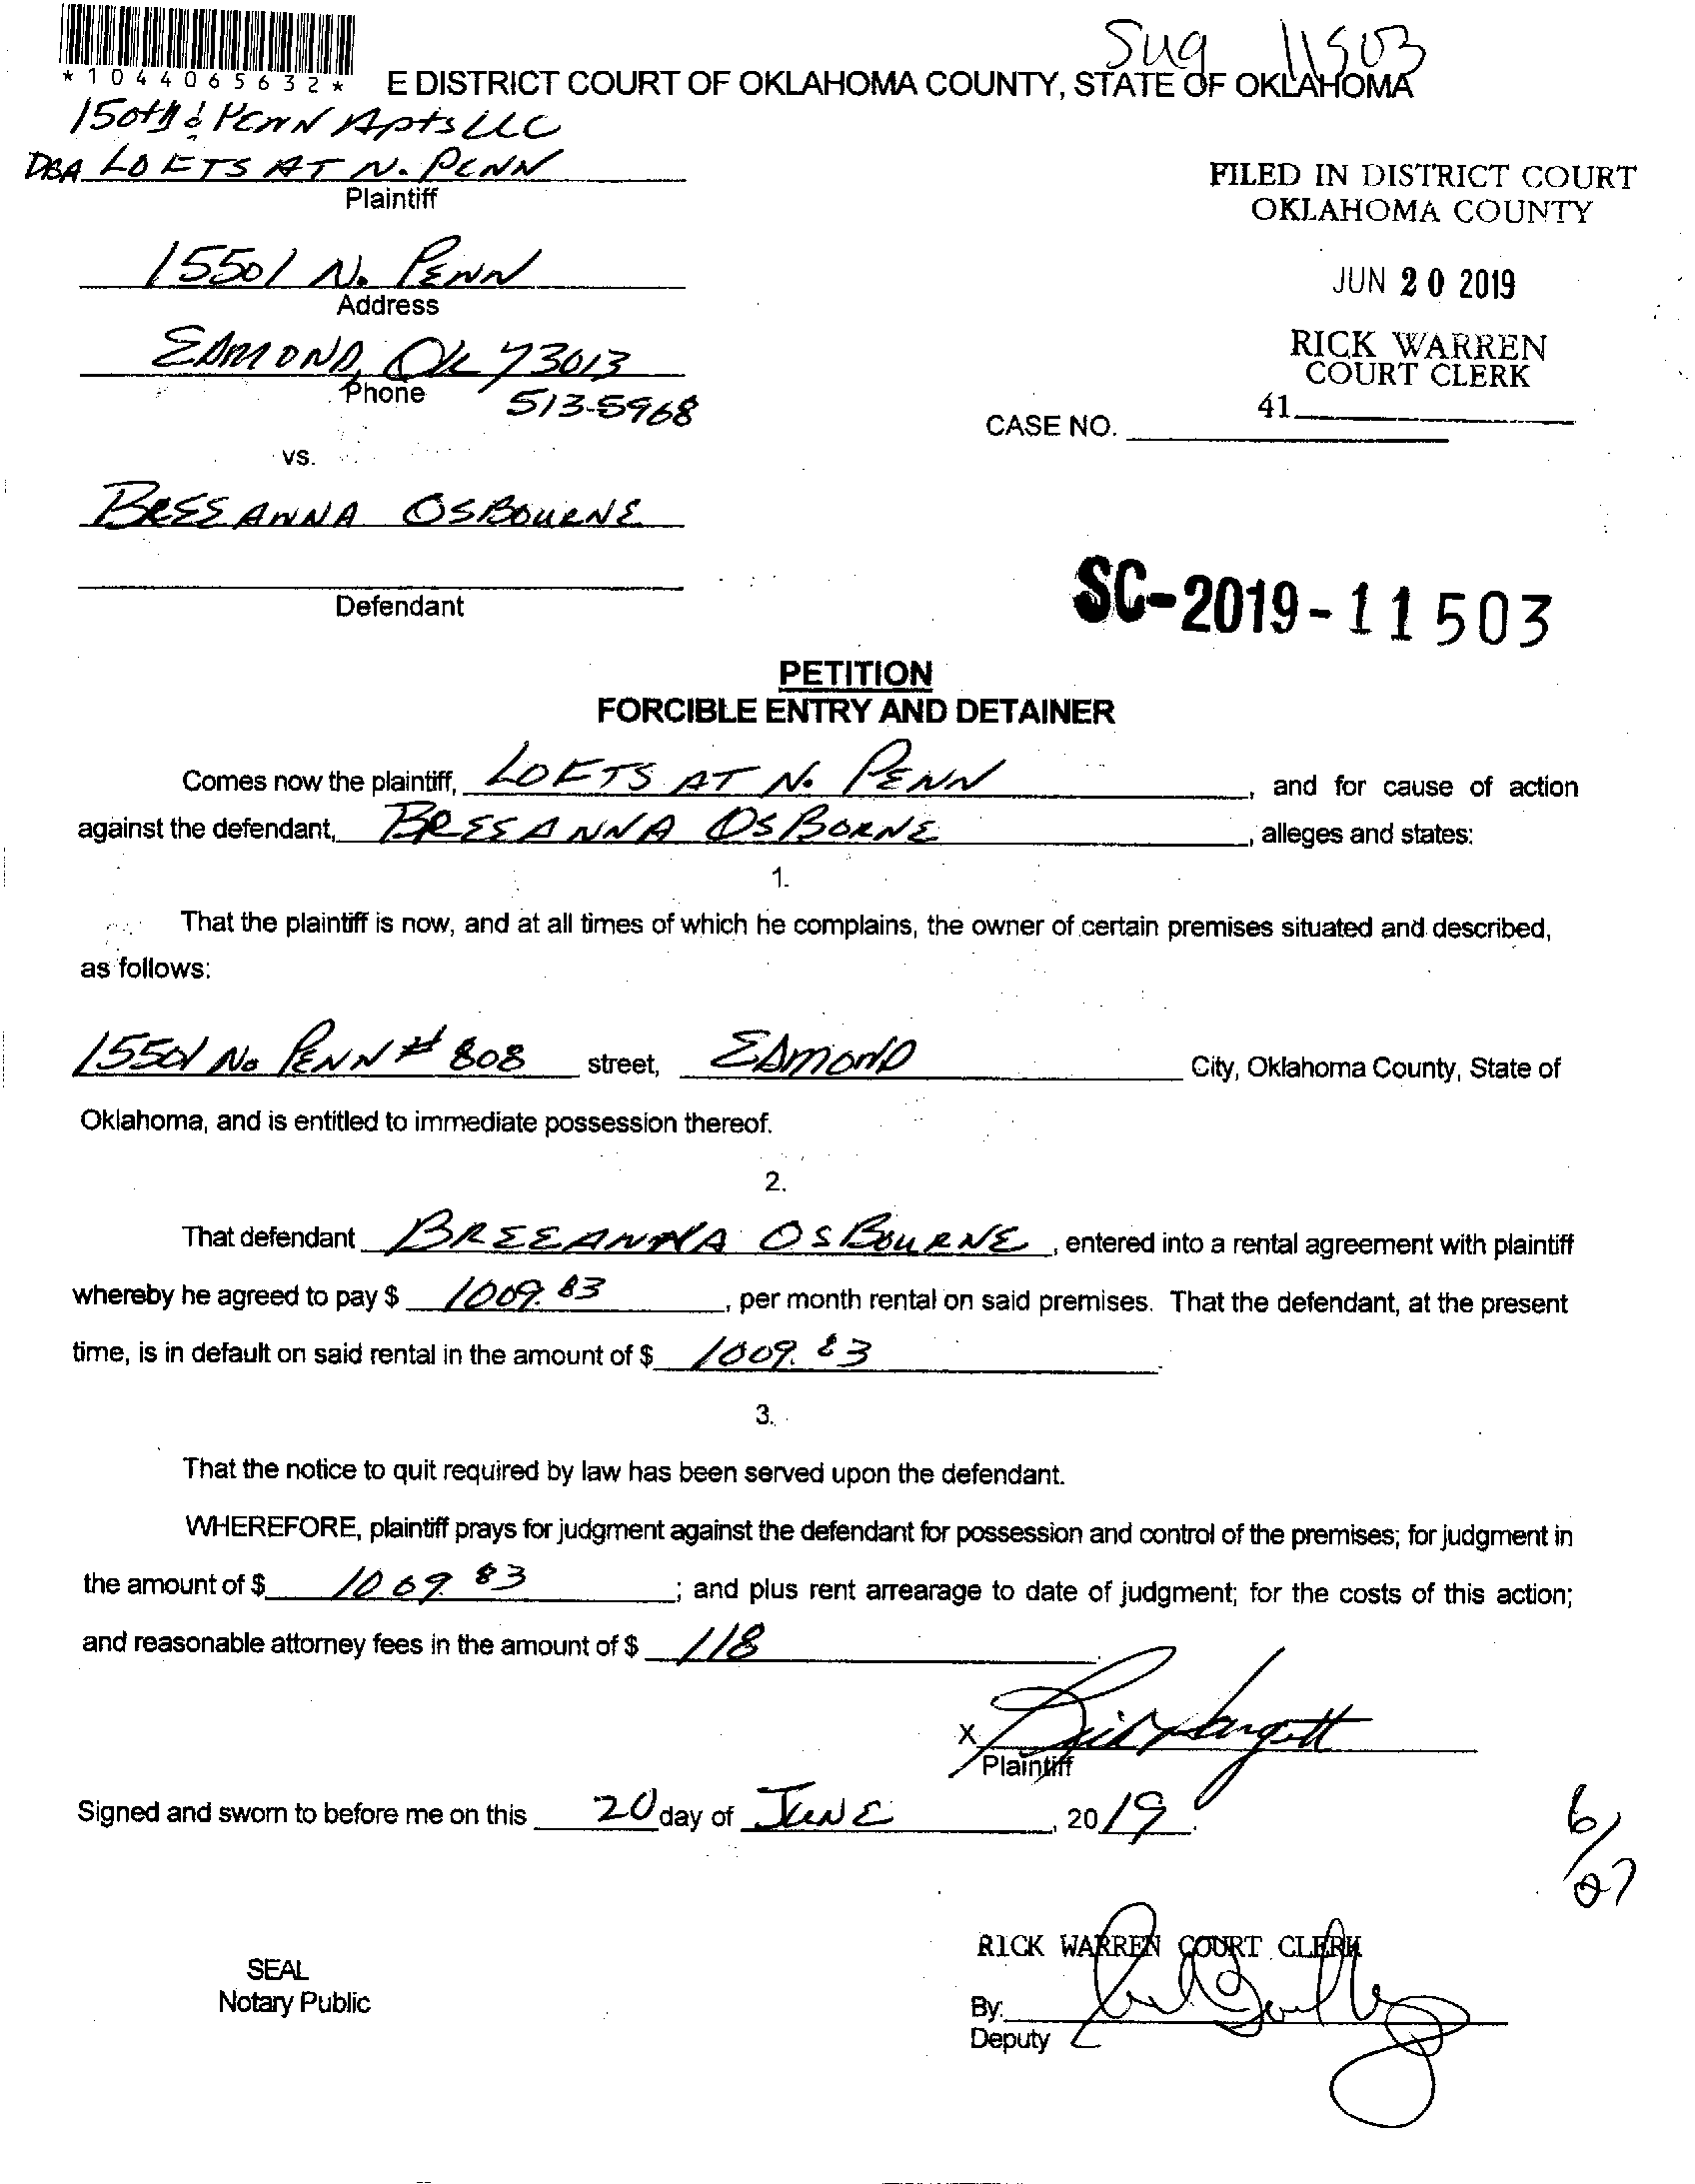 Sug 11503
*1044065632*
E DISTRICT COURT OF OKLAHOMA COUNTY, STATE OF OKLAHOMA
150th & PENN Apts LLC
DBA LOFTS AT N. PENN
Plaintiff
FILED IN DISTRICT COURT
OKLAHOMA COUNTY
15501 N. PENN
Address
JUN 20 2019
EDMOND, OK 73013
Phone
513-5968
RICK WARREN
COURT CLERK
41
CASE NO.
vs.
BREEANNA OSBOURNE
Defendant
SC-2019-11503
PETITION
FORCIBLE ENTRY AND DETAINER
Comes now the plaintiff, LOFTS AT N. PENN, and for cause of action
against the defendant, BREEANNA OSBORNE, alleges and states:
1.
That the plaintiff is now, and at all times of which he complains, the owner of certain premises situated and described,
as follows:
15501 No PENN # 808 street, EDMOND City, Oklahoma County, State of
Oklahoma, and is entitled to immediate possession thereof.
2.
That defendant BREEANNA OSBOURNE, entered into a rental agreement with plaintiff
whereby he agreed to pay $ 1009.83, per month rental on said premises. That the defendant, at the present
time, is in default on said rental in the amount of $ 1009.83.
3.
That the notice to quit required by law has been served upon the defendant.
WHEREFORE, plaintiff prays for judgment against the defendant for possession and control of the premises; for judgment in
the amount of $ 1069.83; and plus rent arrearage to date of judgment; for the costs of this action;
and reasonable attorney fees in the amount of $ 118
X
Plaintiff
Signed and sworn to before me on this 20 day of JUNE, 2019.
6/27
RICK WARREN COURT CLERK
SEAL
Notary Public
By:
Deputy